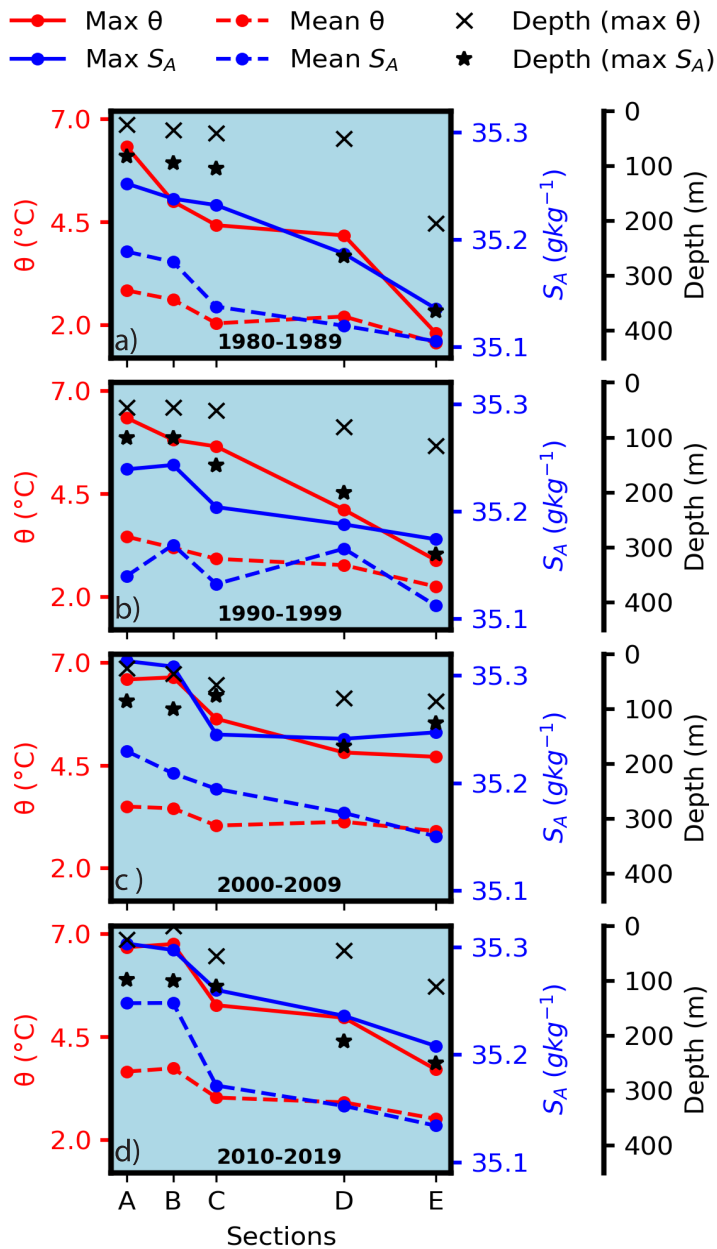 Max θ Mean θ Depth (max θ)
Max S_A Mean S_A Depth (max S_A)
7.0 35.3 0
100
4.5 35.2 200
300
2.0 35.1 400
θ (°C) S_A (gkg⁻¹) Depth (m)
a) 1980-1989
7.0 35.3 0
100
4.5 35.2 200
300
2.0 35.1 400
θ (°C) S_A (gkg⁻¹) Depth (m)
b) 1990-1999
7.0 35.3 0
100
4.5 35.2 200
300
2.0 35.1 400
θ (°C) S_A (gkg⁻¹) Depth (m)
c) 2000-2009
7.0 35.3 0
100
4.5 35.2 200
300
2.0 35.1 400
θ (°C) S_A (gkg⁻¹) Depth (m)
d) 2010-2019
A B C D E
Sections